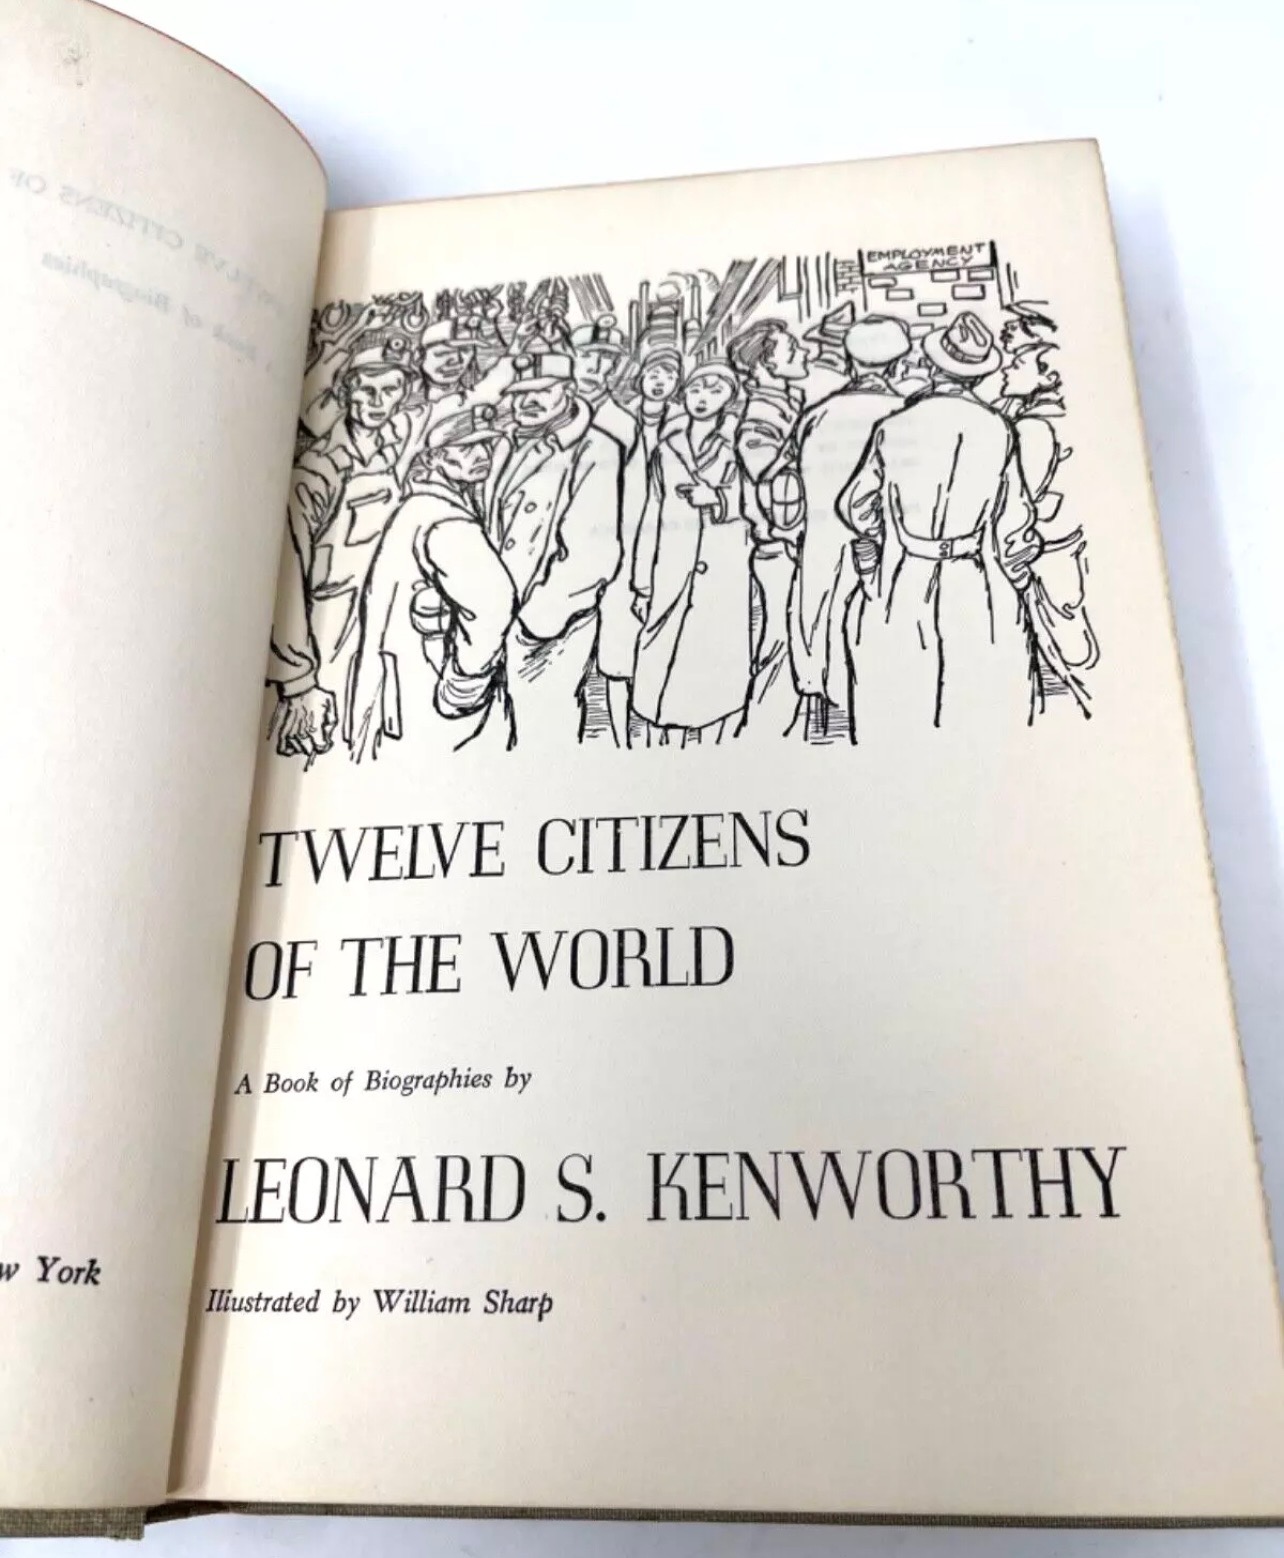 EMPLOYMENT
AGENCY
TWELVE CITIZENS
OF THE WORLD
A Book of Biographies by
LEONARD S. KENWORTHY
w York
Illustrated by William Sharp